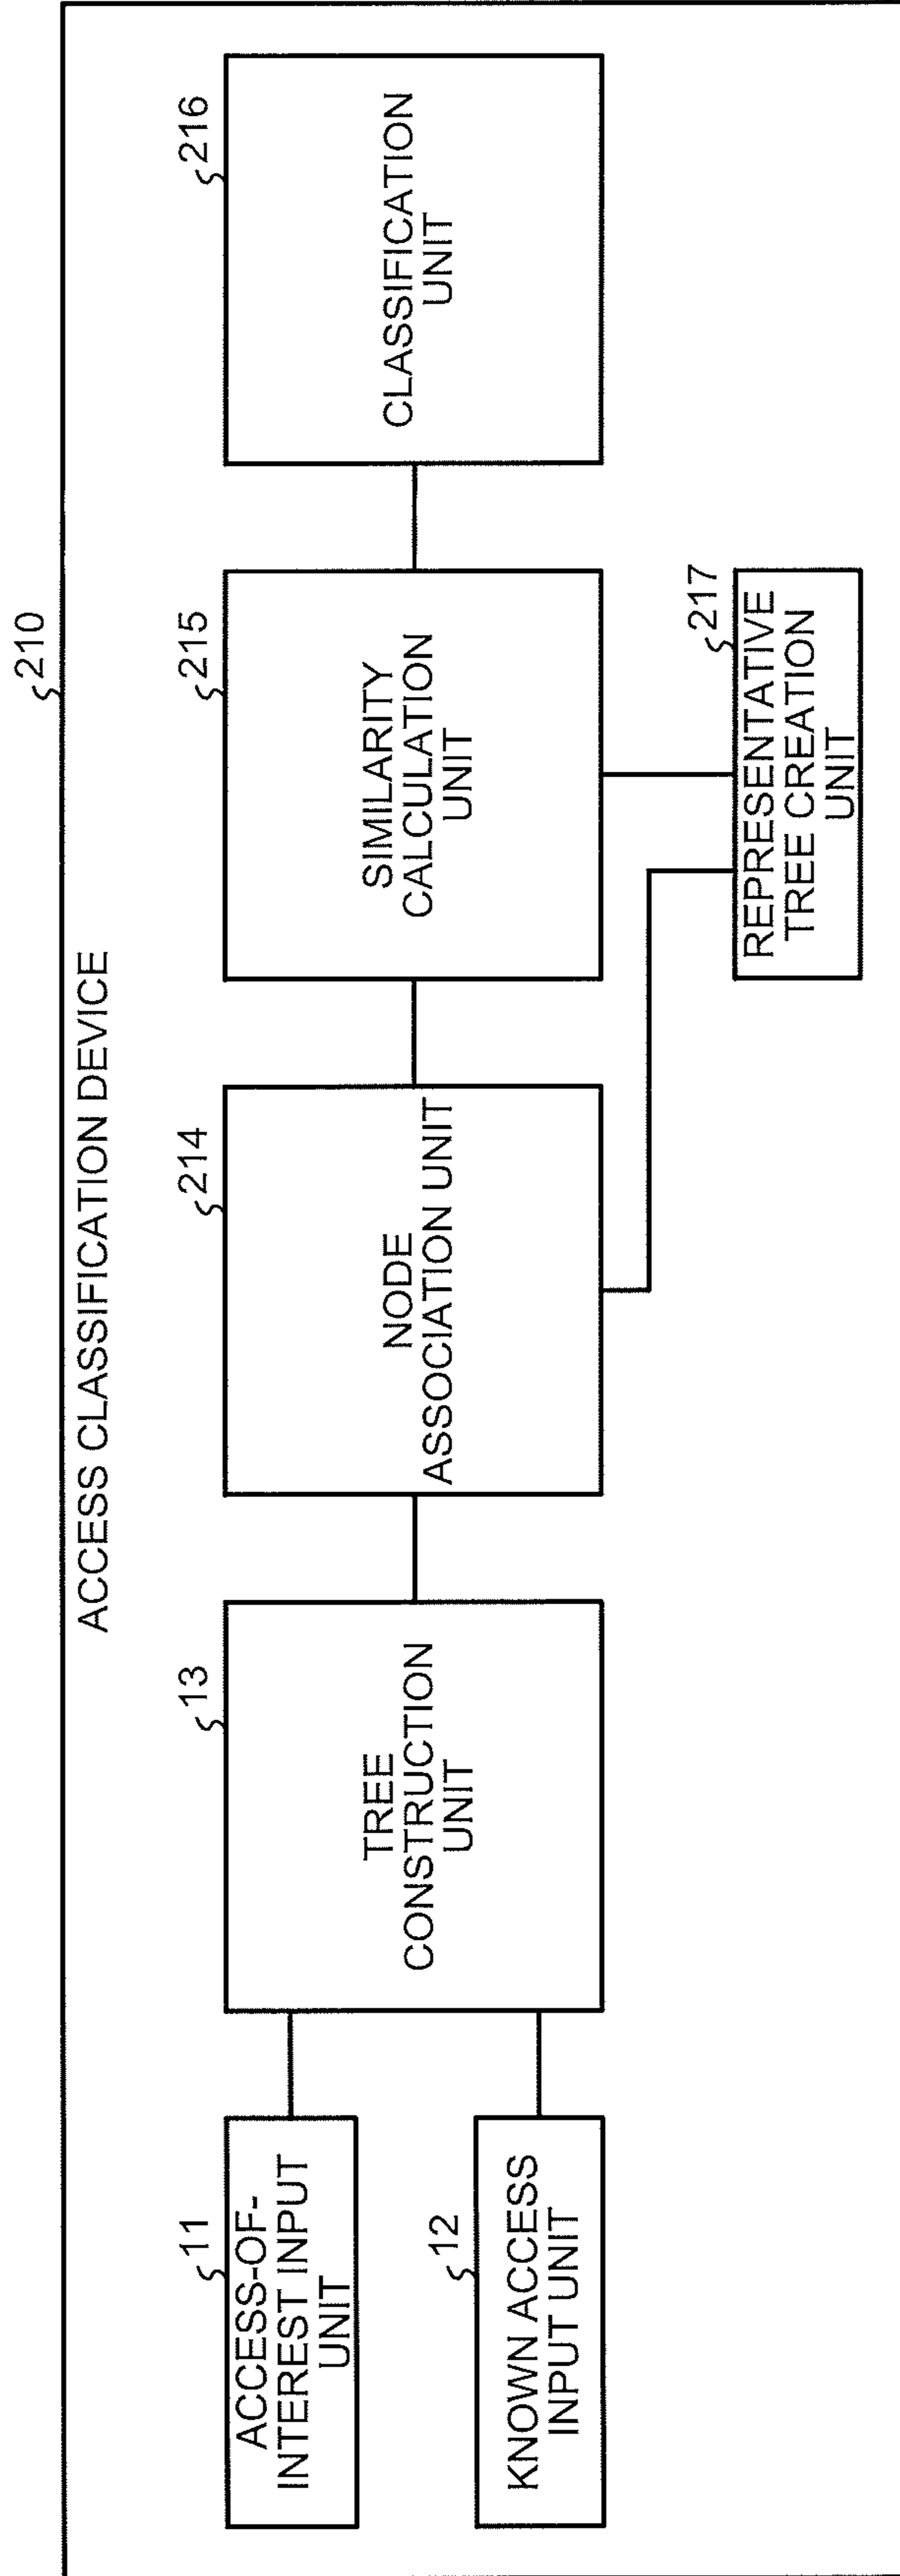 210
ACCESS CLASSIFICATION DEVICE
11
ACCESS-OF-
INTEREST INPUT
UNIT
12
KNOWN ACCESS
INPUT UNIT
13
TREE
CONSTRUCTION
UNIT
214
NODE
ASSOCIATION UNIT
215
SIMILARITY
CALCULATION
UNIT
216
CLASSIFICATION
UNIT
217
REPRESENTATIVE
TREE CREATION
UNIT